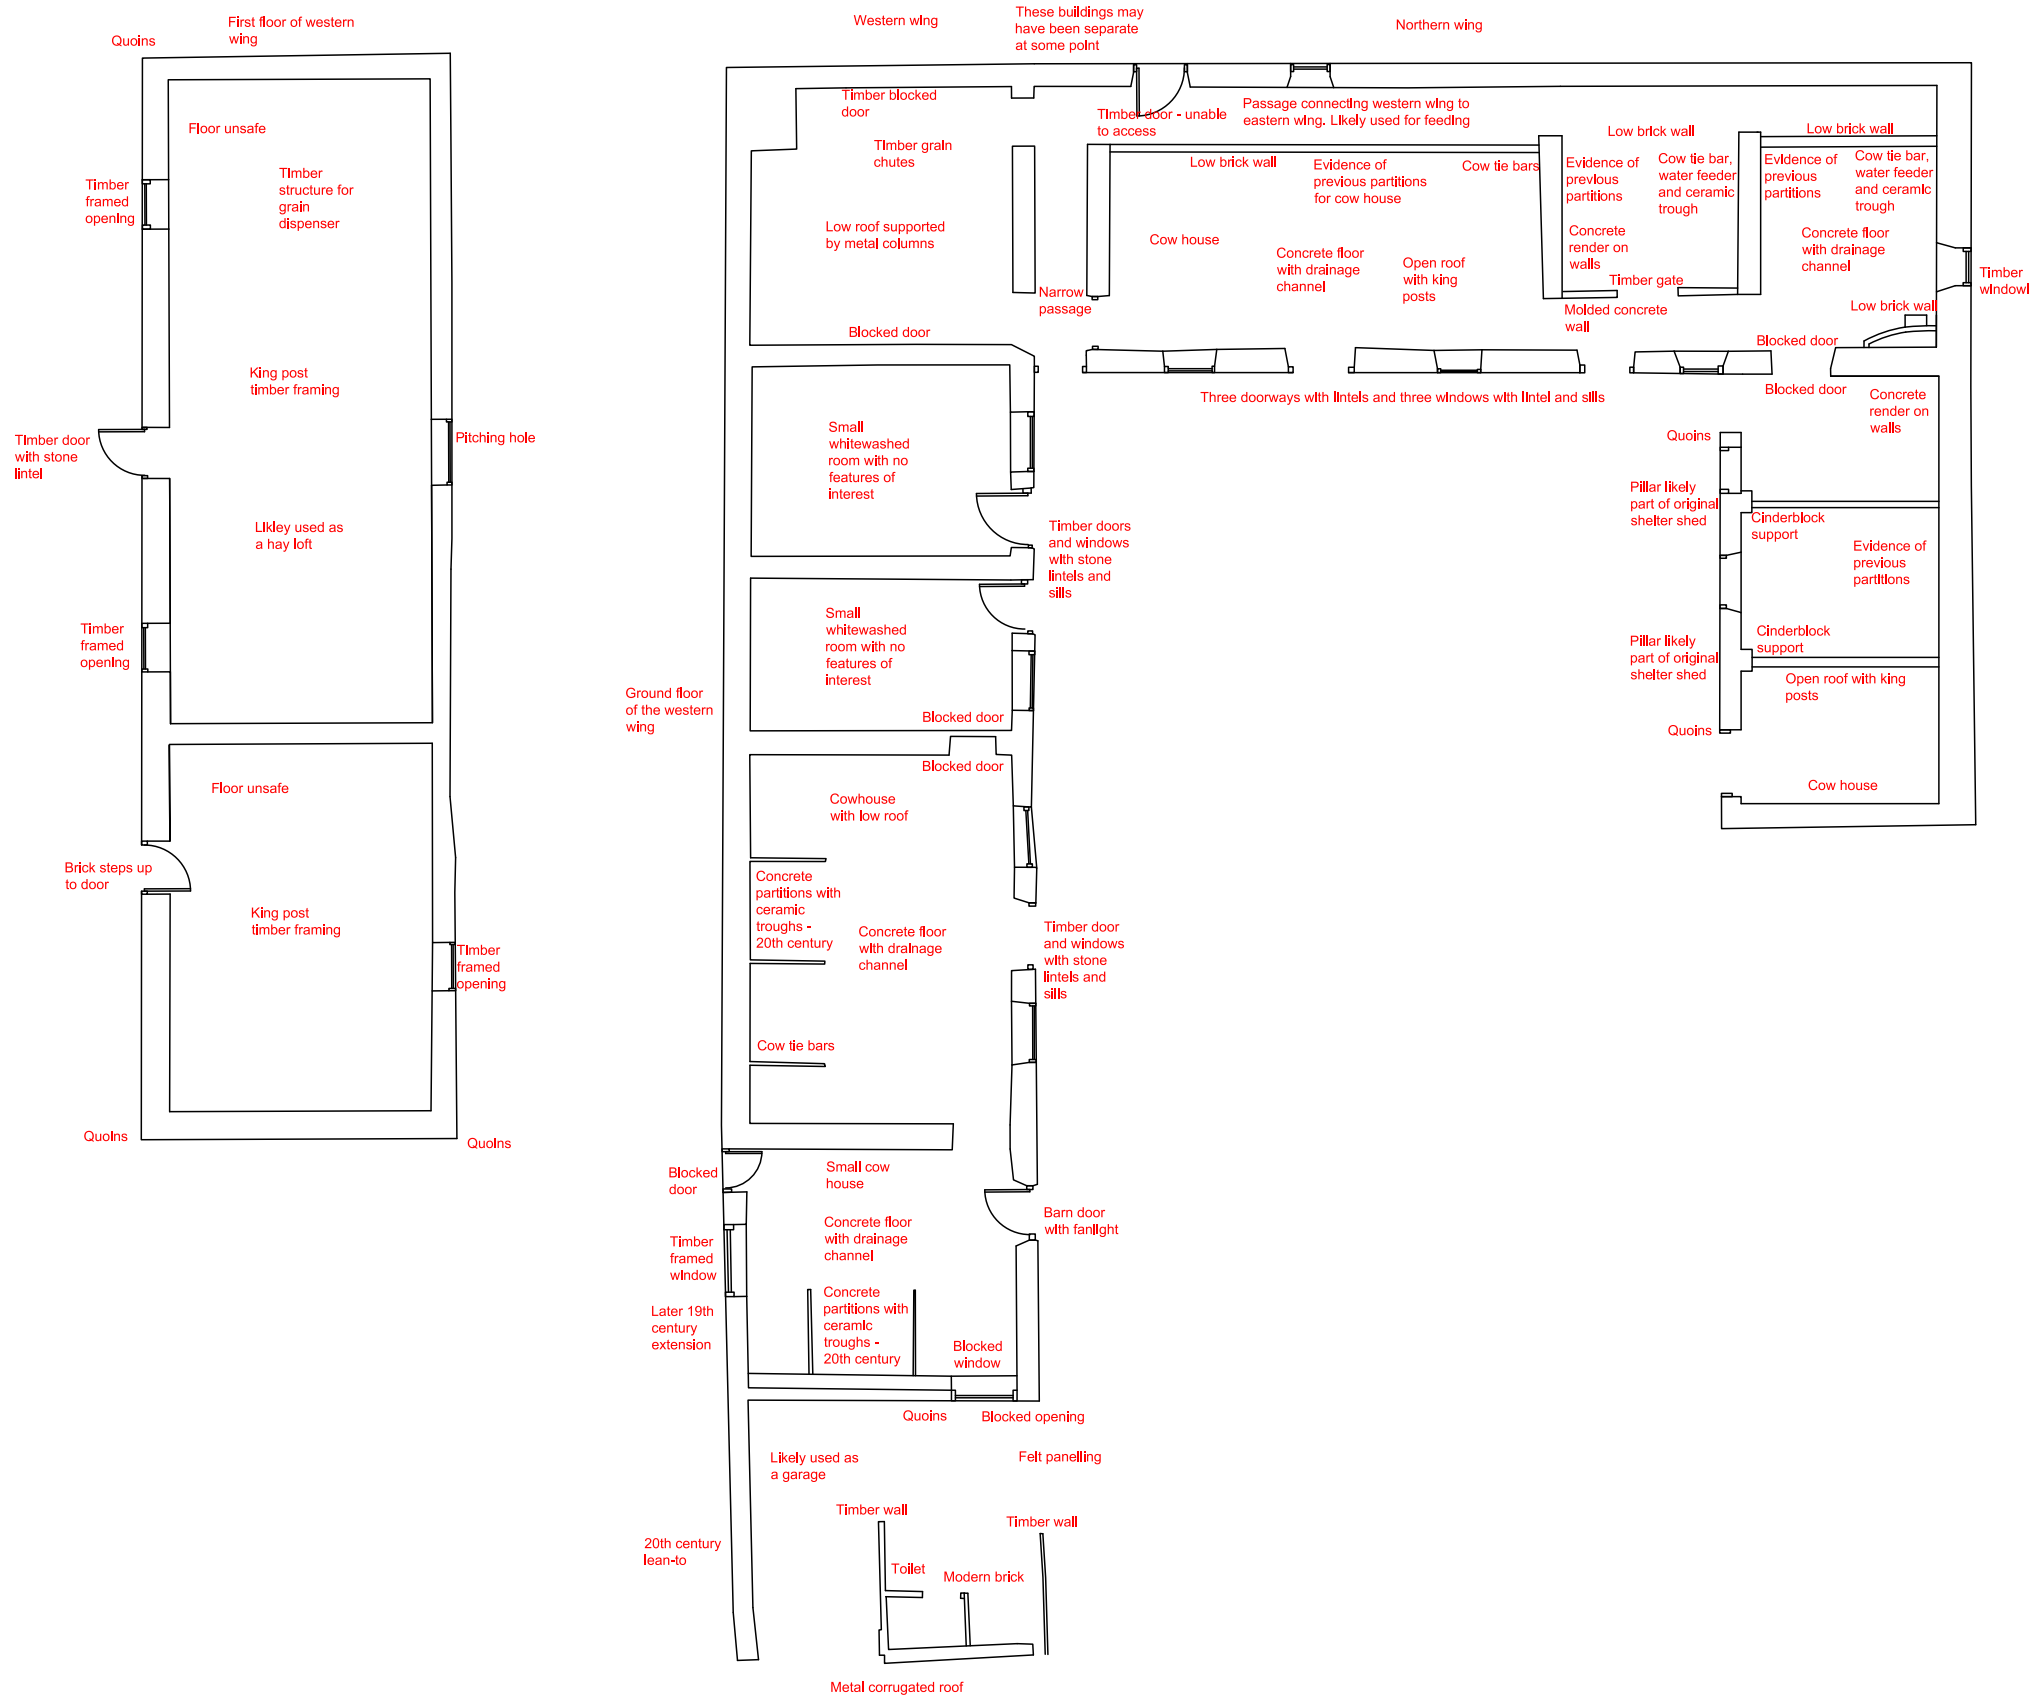 First floor of western
wing
Quoins
Floor unsafe
Timber
structure for
grain
dispenser
Timber
framed
opening
King post
timber framing
Timber door
with stone
lintel
Pitching hole
Likley used as
a hay loft
Timber
framed
opening
Floor unsafe
Brick steps up
to door
King post
timber framing
Timber
framed
opening
Quoins
Quoins
Western wing
These buildings may
have been separate
at some point
Northern wing
Timber blocked
door
Timber grain
chutes
Low roof supported
by metal columns
Timber door - unable
to access
Passage connecting western wing to
eastern wing. Likely used for feeding
Low brick wall
Evidence of
previous partitions
for cow house
Cow tie bars
Low brick wall
Evidence of
previous
partitions
Cow tie bar,
water feeder
and ceramic
trough
Low brick wall
Evidence of
previous
partitions
Cow tie bar,
water feeder
and ceramic
trough
Cow house
Concrete floor
with drainage
channel
Open roof
with king
posts
Concrete
render on
walls
Timber gate
Molded concrete
wall
Concrete floor
with drainage
channel
Timber
windowl
Low brick wall
Narrow
passage
Blocked door
Blocked door
Blocked door
Three doorways with lintels and three windows with lintel and sills
Concrete
render on
walls
Quoins
Small
whitewashed
room with no
features of
interest
Timber doors
and windows
with stone
lintels and
sills
Pillar likely
part of original
shelter shed
Cinderblock
support
Evidence of
previous
partitions
Small
whitewashed
room with no
features of
interest
Pillar likely
part of original
shelter shed
Cinderblock
support
Open roof with king
posts
Quoins
Cow house
Ground floor
of the western
wing
Blocked door
Blocked door
Cowhouse
with low roof
Concrete
partitions with
ceramic
troughs -
20th century
Concrete floor
with drainage
channel
Timber door
and windows
with stone
lintels and
sills
Cow tie bars
Blocked
door
Small cow
house
Barn door
with fanlight
Concrete floor
with drainage
channel
Timber
framed
window
Later 19th
century
extension
Concrete
partitions with
ceramic
troughs -
20th century
Blocked
window
Quoins
Blocked opening
Likely used as
a garage
Felt panelling
Timber wall
Timber wall
20th century
lean-to
Toilet
Modern brick
Metal corrugated roof